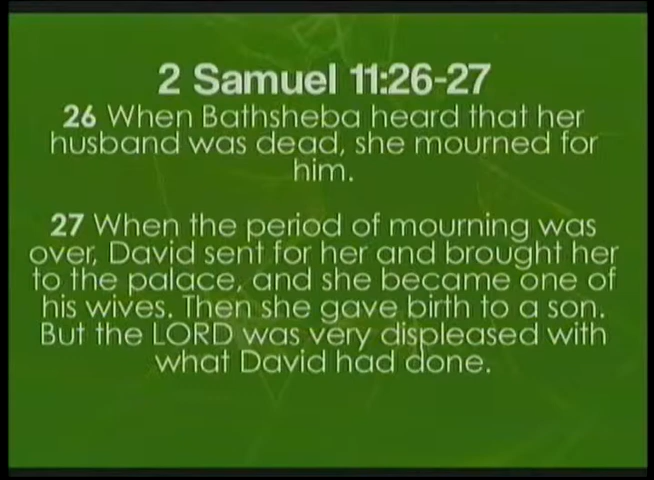 2 Samuel 11:26-27
26 When Bathsheba heard that her
husband was dead, she mourned for
him.
27 When the period of mourning was
over, David sent for her and brought her
to the palace, and she became one of
his wives. Then she gave birth to a son.
But the LORD was very displeased with
what David had done.